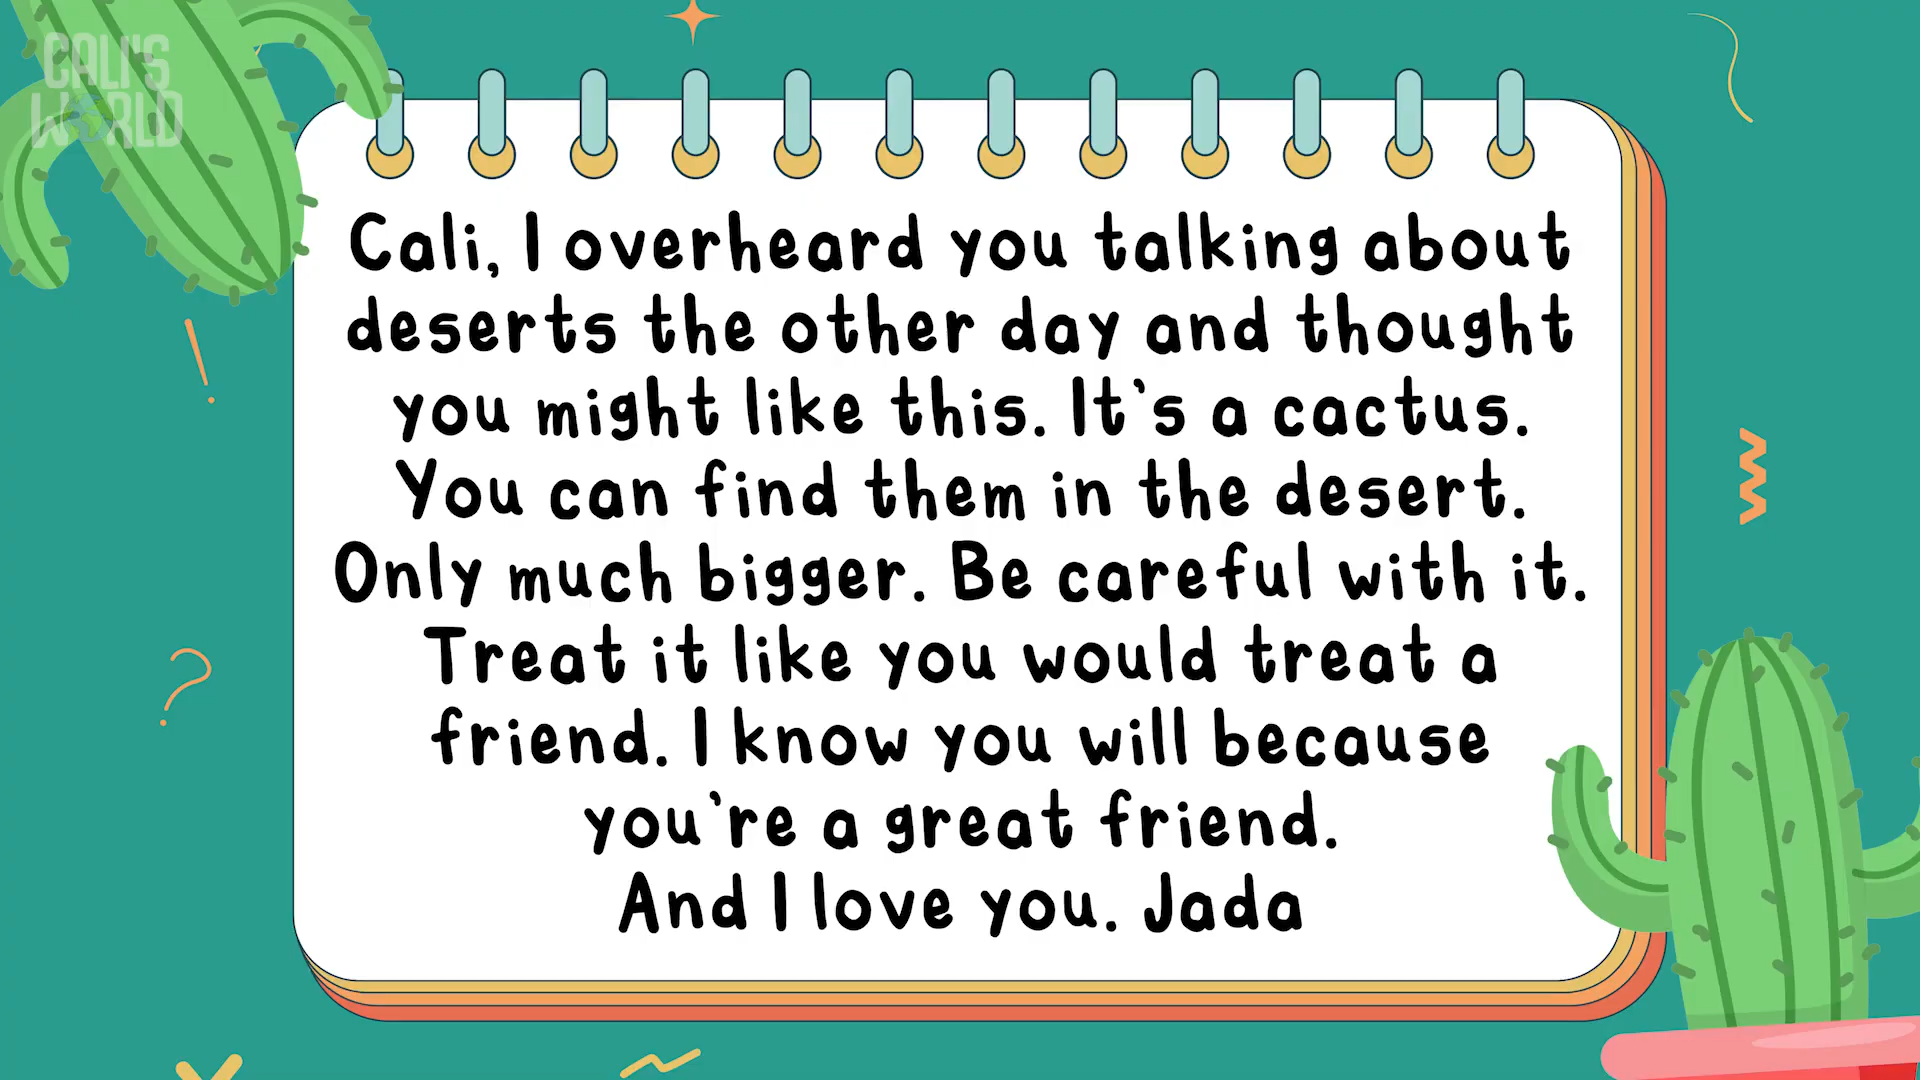 CALI'S
WORLD
Cali, I overheard you talking about
deserts the other day and thought
you might like this. It's a cactus.
You can find them in the desert.
Only much bigger. Be careful with it.
Treat it like you would treat a
friend. I know you will because
you're a great friend.
And I love you. Jada